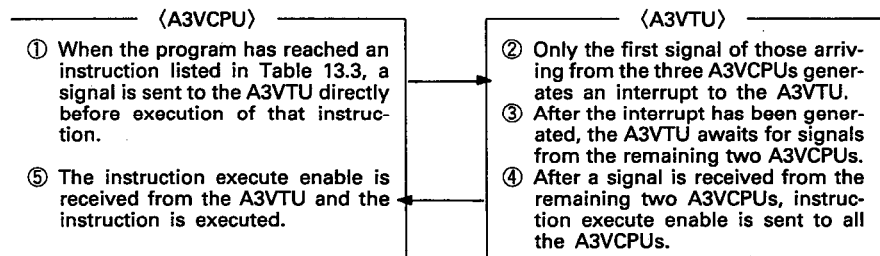 〈A3VCPU〉
① When the program has reached an
instruction listed in Table 13.3, a
signal is sent to the A3VTU directly
before execution of that instruc-
tion.
⑤ The instruction execute enable is
received from the A3VTU and the
instruction is executed.
〈A3VTU〉
② Only the first signal of those arriv-
ing from the three A3VCPUs gener-
ates an interrupt to the A3VTU.
③ After the interrupt has been gener-
ated, the A3VTU awaits for signals
from the remaining two A3VCPUs.
④ After a signal is received from the
remaining two A3VCPUs, instruc-
tion execute enable is sent to all
the A3VCPUs.